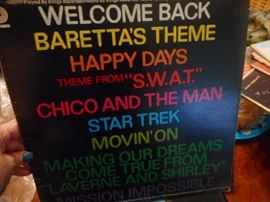 WELCOME BACK
BARETTA'S THEME
HAPPY DAYS
THEME FROM "S.W.A.T."
CHICO AND THE MAN
STAR TREK
MOVIN' ON
MAKING OUR DREAMS
COME TRUE FROM
"LAVERNE AND SHIRLEY"
MISSION IMPOSSIBLE